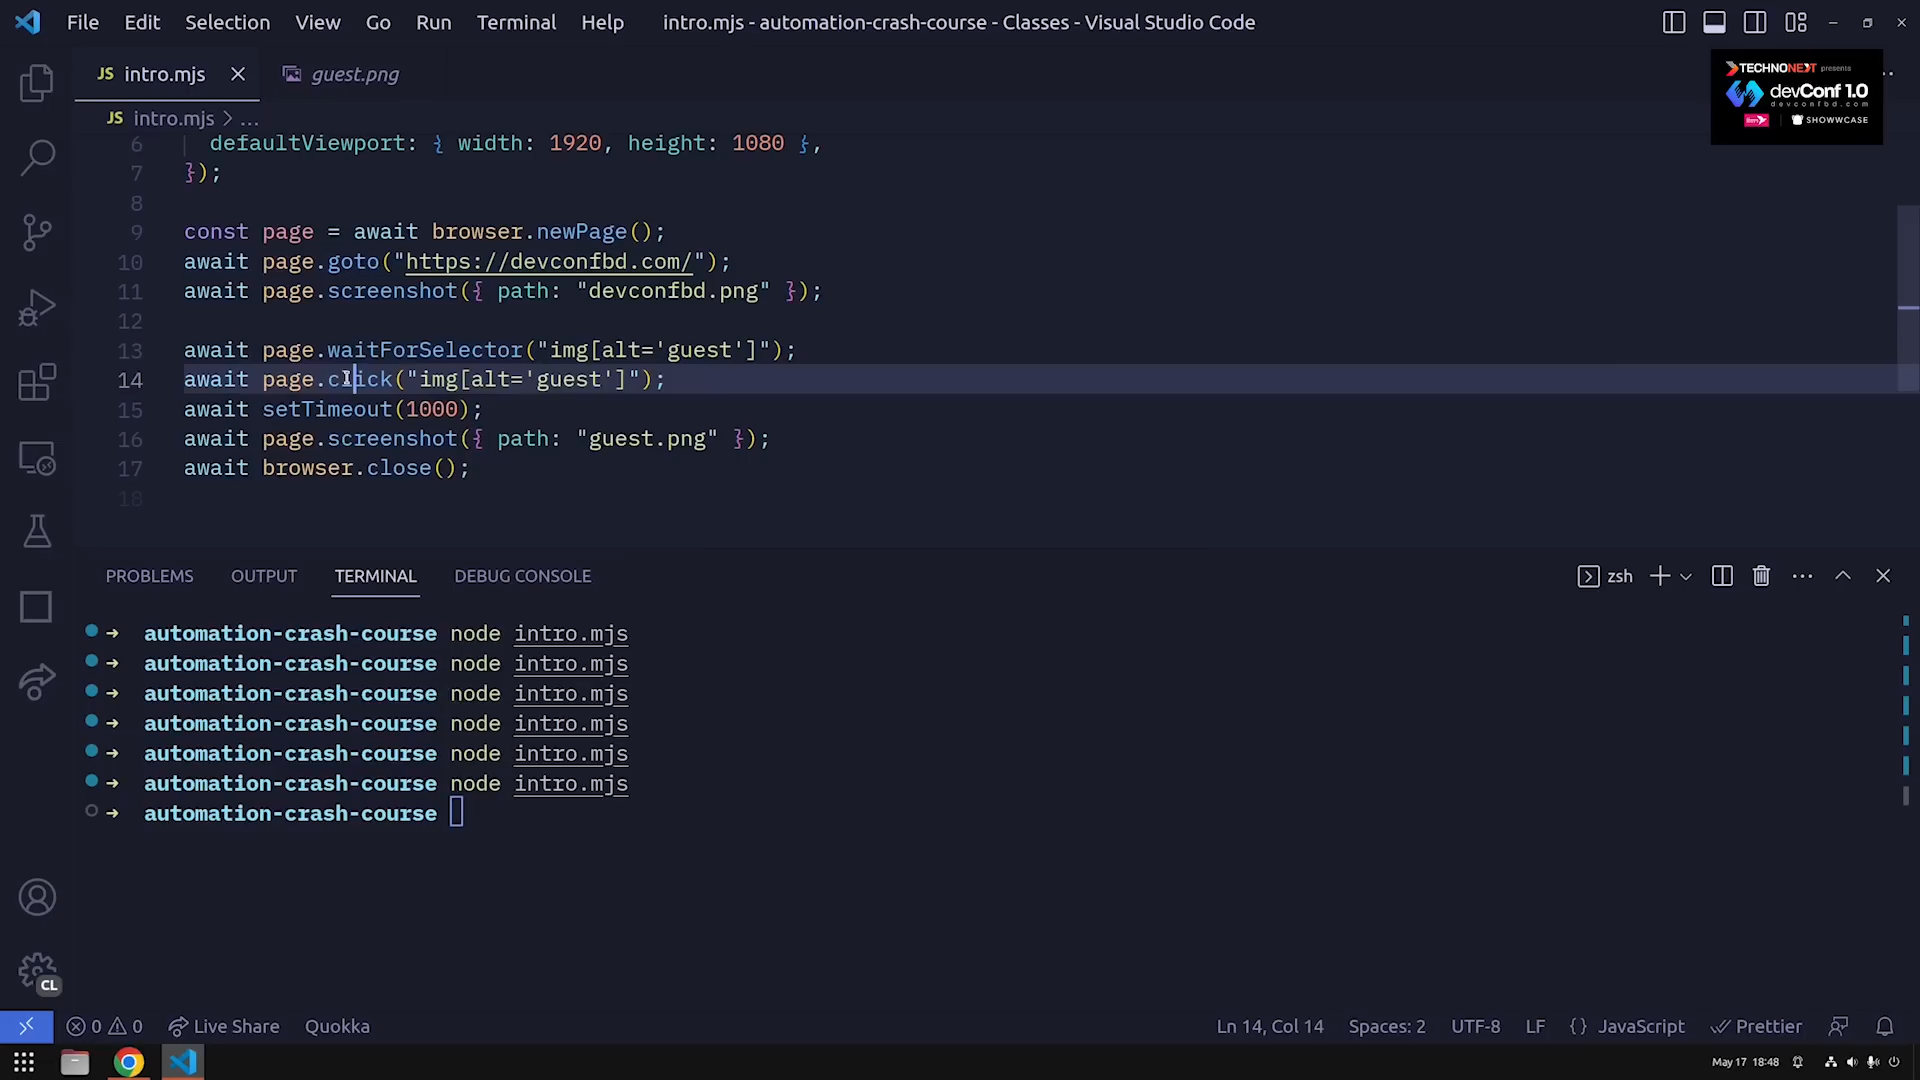 File Edit Selection View Go Run Terminal Help intro.mjs - automation-crash-course - Classes - Visual Studio Code
JS intro.mjs guest.png
TECHNONEXT presents
devConf 1.0
devconfbd.com
SHOWWCASE
JS intro.mjs > ...
6 defaultViewport: { width: 1920, height: 1080 },
7 });
8
9 const page = await browser.newPage();
10 await page.goto("https://devconfbd.com/");
11 await page.screenshot({ path: "devconfbd.png" });
12
13 await page.waitForSelector("img[alt='guest']");
14 await page.click("img[alt='guest']");
15 await setTimeout(1000);
16 await page.screenshot({ path: "guest.png" });
17 await browser.close();
18
PROBLEMS OUTPUT TERMINAL DEBUG CONSOLE zsh
➜ automation-crash-course node intro.mjs
➜ automation-crash-course node intro.mjs
➜ automation-crash-course node intro.mjs
➜ automation-crash-course node intro.mjs
➜ automation-crash-course node intro.mjs
➜ automation-crash-course node intro.mjs
➜ automation-crash-course
CL
0 0 Live Share Quokka Ln 14, Col 14 Spaces: 2 UTF-8 LF {} JavaScript Prettier
May 17 18:48